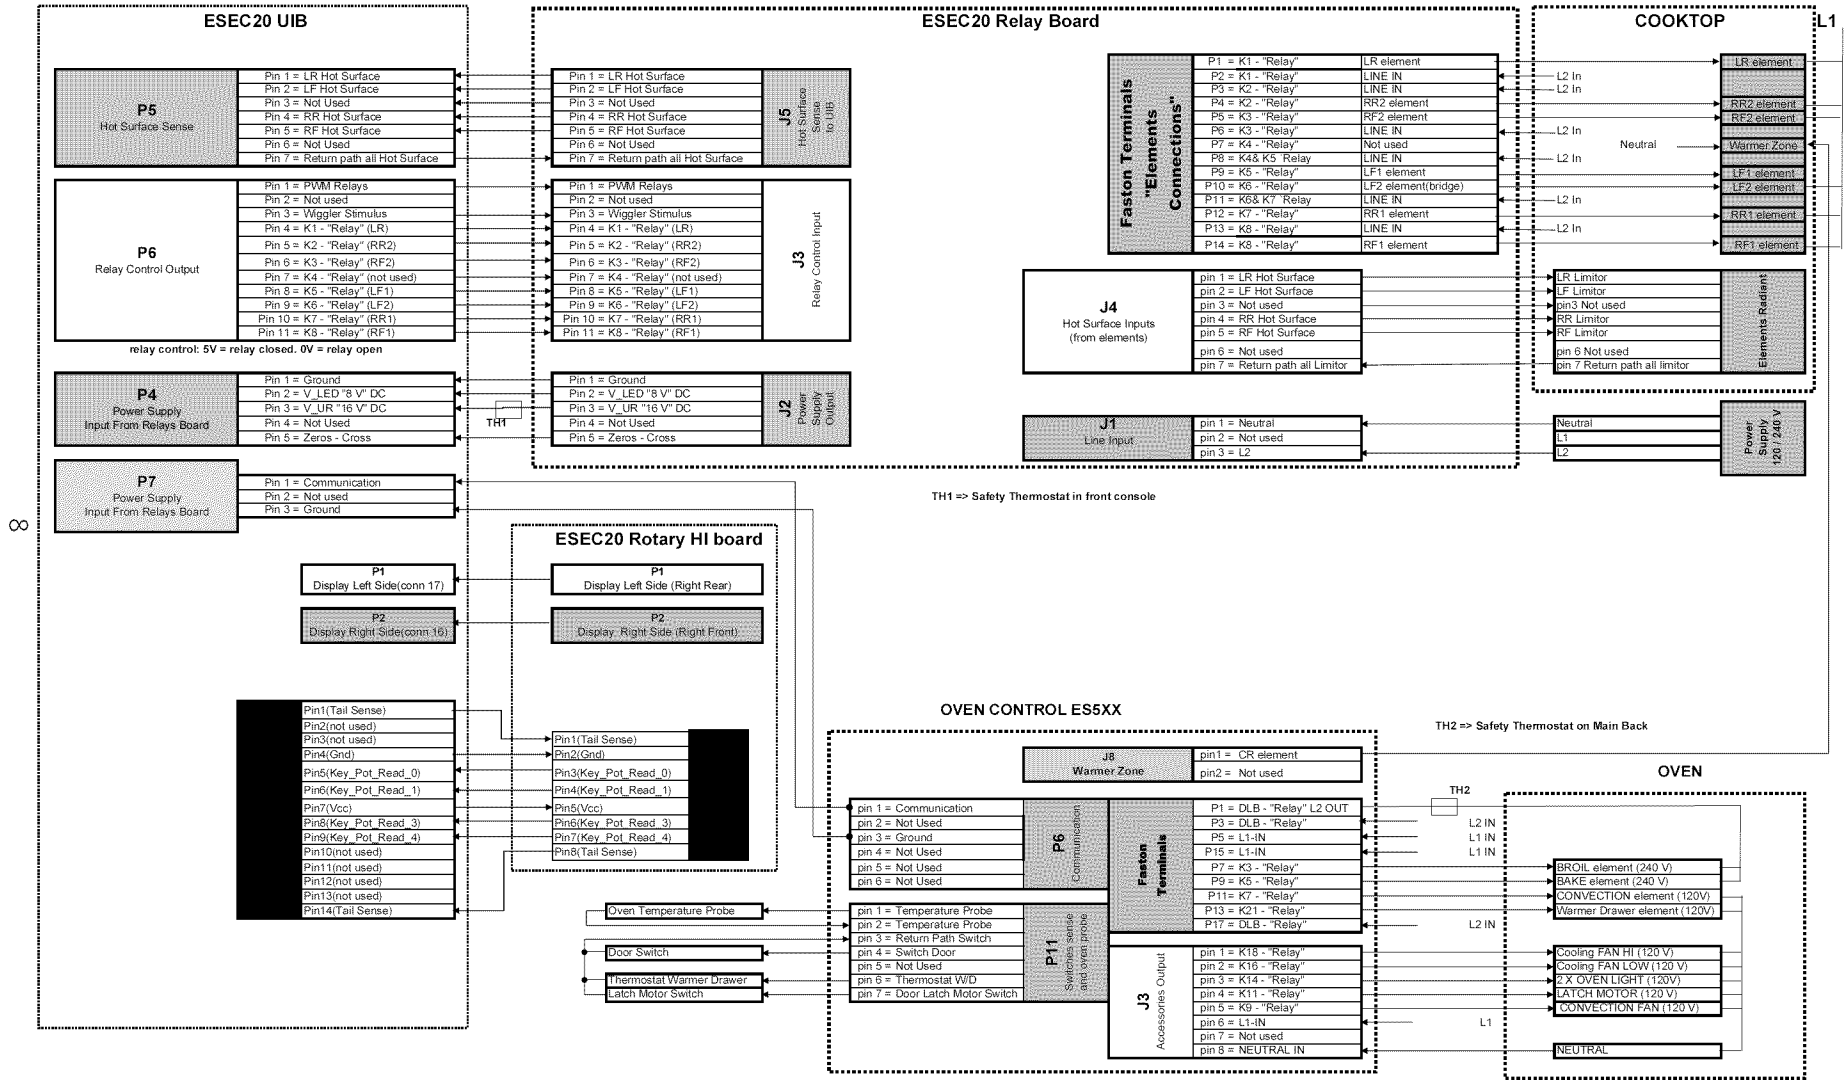 ESEC20 UIB
P5
Hot Surface Sense
Pin 1 = LR Hot Surface
Pin 2 = LF Hot Surface
Pin 3 = Not Used
Pin 4 = RR Hot Surface
Pin 5 = RF Hot Surface
Pin 6 = Not Used
Pin 7 = Return path all Hot Surface
P6
Relay Control Output
Pin 1 = PWM Relays
Pin 2 = Not used
Pin 3 = Wiggler Stimulus
Pin 4 = K1 - "Relay" (LR)
Pin 5 = K2 - "Relay" (RR2)
Pin 6 = K3 - "Relay" (RF2)
Pin 7 = K4 - "Relay" (not used)
Pin 8 = K5 - "Relay" (LF1)
Pin 9 = K6 - "Relay" (LF2)
Pin 10 = K7 - "Relay" (RR1)
Pin 11 = K8 - "Relay" (RF1)
relay control: 5V = relay closed. 0V = relay open
P4
Power Supply
Input From Relays Board
Pin 1 = Ground
Pin 2 = V_LED "8 V" DC
Pin 3 = V_UR "16 V" DC
Pin 4 = Not Used
Pin 5 = Zeros - Cross
TH1
P7
Power Supply
Input From Relays Board
Pin 1 = Communication
Pin 2 = Not used
Pin 3 = Ground
8
P1
Display Left Side(conn 17)
P2
Display Right Side(conn 16)
Pin1(Tail Sense)
Pin2(not used)
Pin3(not used)
Pin4(Gnd)
Pin5(Key_Pot_Read_0)
Pin6(Key_Pot_Read_1)
Pin7(Vcc)
Pin8(Key_Pot_Read_3)
Pin9(Key_Pot_Read_4)
Pin10(not used)
Pin11(not used)
Pin12(not used)
Pin13(not used)
Pin14(Tail Sense)
ESEC20 Relay Board
Pin 1 = LR Hot Surface
Pin 2 = LF Hot Surface
Pin 3 = Not Used
Pin 4 = RR Hot Surface
Pin 5 = RF Hot Surface
Pin 6 = Not Used
Pin 7 = Return path all Hot Surface
J5
Hot Surface
Sense
to UIB
Pin 1 = PWM Relays
Pin 2 = Not used
Pin 3 = Wiggler Stimulus
Pin 4 = K1 - "Relay" (LR)
Pin 5 = K2 - "Relay" (RR2)
Pin 6 = K3 - "Relay" (RF2)
Pin 7 = K4 - "Relay" (not used)
Pin 8 = K5 - "Relay" (LF1)
Pin 9 = K6 - "Relay" (LF2)
Pin 10 = K7 - "Relay" (RR1)
Pin 11 = K8 - "Relay" (RF1)
J3
Relay Control Input
Pin 1 = Ground
Pin 2 = V_LED "8 V" DC
Pin 3 = V_UR "16 V" DC
Pin 4 = Not Used
Pin 5 = Zeros - Cross
J2
Power
Supply
Output
Faston Terminals
"Elements
Connections"
P1 = K1 - "Relay" LR element
P2 = K1 - "Relay" LINE IN
P3 = K2 - "Relay" LINE IN
P4 = K2 - "Relay" RR2 element
P5 = K3 - "Relay" RF2 element
P6 = K3 - "Relay" LINE IN
P7 = K4 - "Relay" Not used
P8 = K4& K5 ¨Relay LINE IN
P9 = K5 - "Relay" LF1 element
P10 = K6 - "Relay" LF2 element(bridge)
P11 = K6& K7 ¨Relay LINE IN
P12 = K7 - "Relay" RR1 element
P13 = K8 - "Relay" LINE IN
P14 = K8 - "Relay" RF1 element
J4
Hot Surface Inputs
(from elements)
pin 1 = LR Hot Surface
pin 2 = LF Hot Surface
pin 3 = Not used
pin 4 = RR Hot Surface
pin 5 = RF Hot Surface
pin 6 = Not used
pin 7 = Return path all Limitor
J1
Line Input
pin 1 = Neutral
pin 2 = Not used
pin 3 = L2
COOKTOP
L1
L2 In
L2 In
L2 In
Neutral
L2 In
L2 In
L2 In
LR element
RR2 element
RF2 element
Warmer Zone
LF1 element
LF2 element
RR1 element
RF1 element
LR Limitor
LF Limitor
pin3 Not used
RR Limitor
RF Limitor
pin 6 Not used
pin 7 Return path all limitor
Elements Radiant
Neutral
L1
L2
Power
Supply
120 / 240 V
TH1 => Safety Thermostat in front console
ESEC20 Rotary HI board
P1
Display Left Side (Right Rear)
P2
Display Right Side (Right Front)
Pin1(Tail Sense)
Pin2(Gnd)
Pin3(Key_Pot_Read_0)
Pin4(Key_Pot_Read_1)
Pin5(Vcc)
Pin6(Key_Pot_Read_3)
Pin7(Key_Pot_Read_4)
Pin8(Tail Sense)
OVEN CONTROL ES5XX
TH2 => Safety Thermostat on Main Back
J8
Warmer Zone
pin1 = CR element
pin2 = Not used
pin 1 = Communication
pin 2 = Not Used
pin 3 = Ground
pin 4 = Not Used
pin 5 = Not Used
pin 6 = Not Used
P6
Communication
Faston
Terminals
P1 = DLB - "Relay" L2 OUT
P3 = DLB - "Relay"
P5 = L1-IN
P15 = L1-IN
P7 = K3 - "Relay"
P9 = K5 - "Relay"
P11= K7 - "Relay"
P13 = K21 - "Relay"
P17 = DLB - "Relay"
TH2
L2 IN
L1 IN
L1 IN
L2 IN
Oven Temperature Probe
Door Switch
Thermostat Warmer Drawer
Latch Motor Switch
pin 1 = Temperature Probe
pin 2 = Temperature Probe
pin 3 = Return Path Switch
pin 4 = Switch Door
pin 5 = Not Used
pin 6 = Thermostat W/D
pin 7 = Door Latch Motor Switch
P11
Switches sense
and oven probe
J3
Accessories Output
pin 1 = K18 - "Relay"
pin 2 = K16 - "Relay"
pin 3 = K14 - "Relay"
pin 4 = K11 - "Relay"
pin 5 = K9 - "Relay"
pin 6 = L1-IN
pin 7 = Not used
pin 8 = NEUTRAL IN
L1
OVEN
BROIL element (240 V)
BAKE element (240 V)
CONVECTION element (120V)
Warmer Drawer element (120V)
Cooling FAN HI (120 V)
Cooling FAN LOW (120 V)
2 X OVEN LIGHT (120V)
LATCH MOTOR (120 V)
CONVECTION FAN (120 V)
NEUTRAL